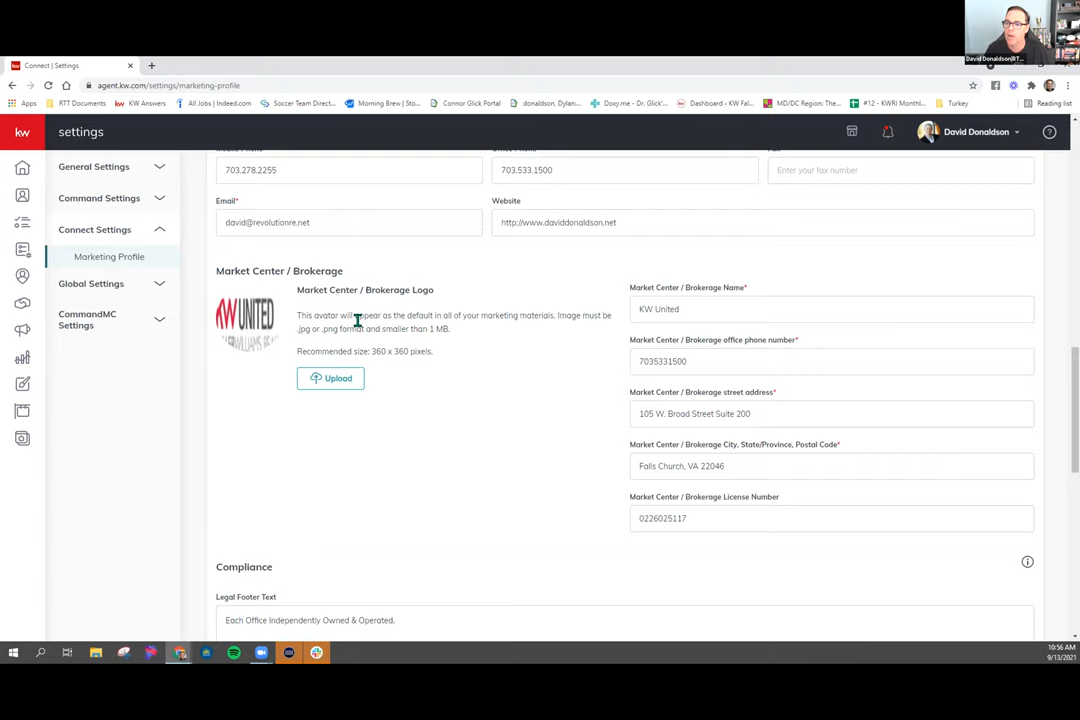 David Donaldson|RT...
Connect | Settings
agent.kw.com/settings/marketing-profile
Apps
RTT Documents
KW Answers
All Jobs | Indeed.com
Soccer Team Direct...
Morning Brew | Sto...
Connor Glick Portal
donaldson, Dylan...
Doxy.me - Dr. Glick'...
Dashboard ‹ KW Fal...
MD/DC Region: The...
#12 - KWRI Monthl...
Turkey
Reading list
kw
settings
David Donaldson
General Settings
Command Settings
Connect Settings
Marketing Profile
Global Settings
CommandMC
Settings
703.278.2255
703.533.1500
Enter your fax number
Email*
Website
david@revolutionre.net
http://www.daviddonaldson.net
Market Center / Brokerage
Market Center / Brokerage Logo
KW UNITED
This avatar will appear as the default in all of your marketing materials. Image must be
.jpg or .png format and smaller than 1 MB.
Recommended size: 360 x 360 pixels.
Upload
Market Center / Brokerage Name*
KW United
Market Center / Brokerage office phone number*
7035331500
Market Center / Brokerage street address*
105 W. Broad Street Suite 200
Market Center / Brokerage City, State/Province, Postal Code*
Falls Church, VA 22046
Market Center / Brokerage License Number
0226025117
Compliance
Legal Footer Text
Each Office Independently Owned & Operated.
10:56 AM
9/13/2021